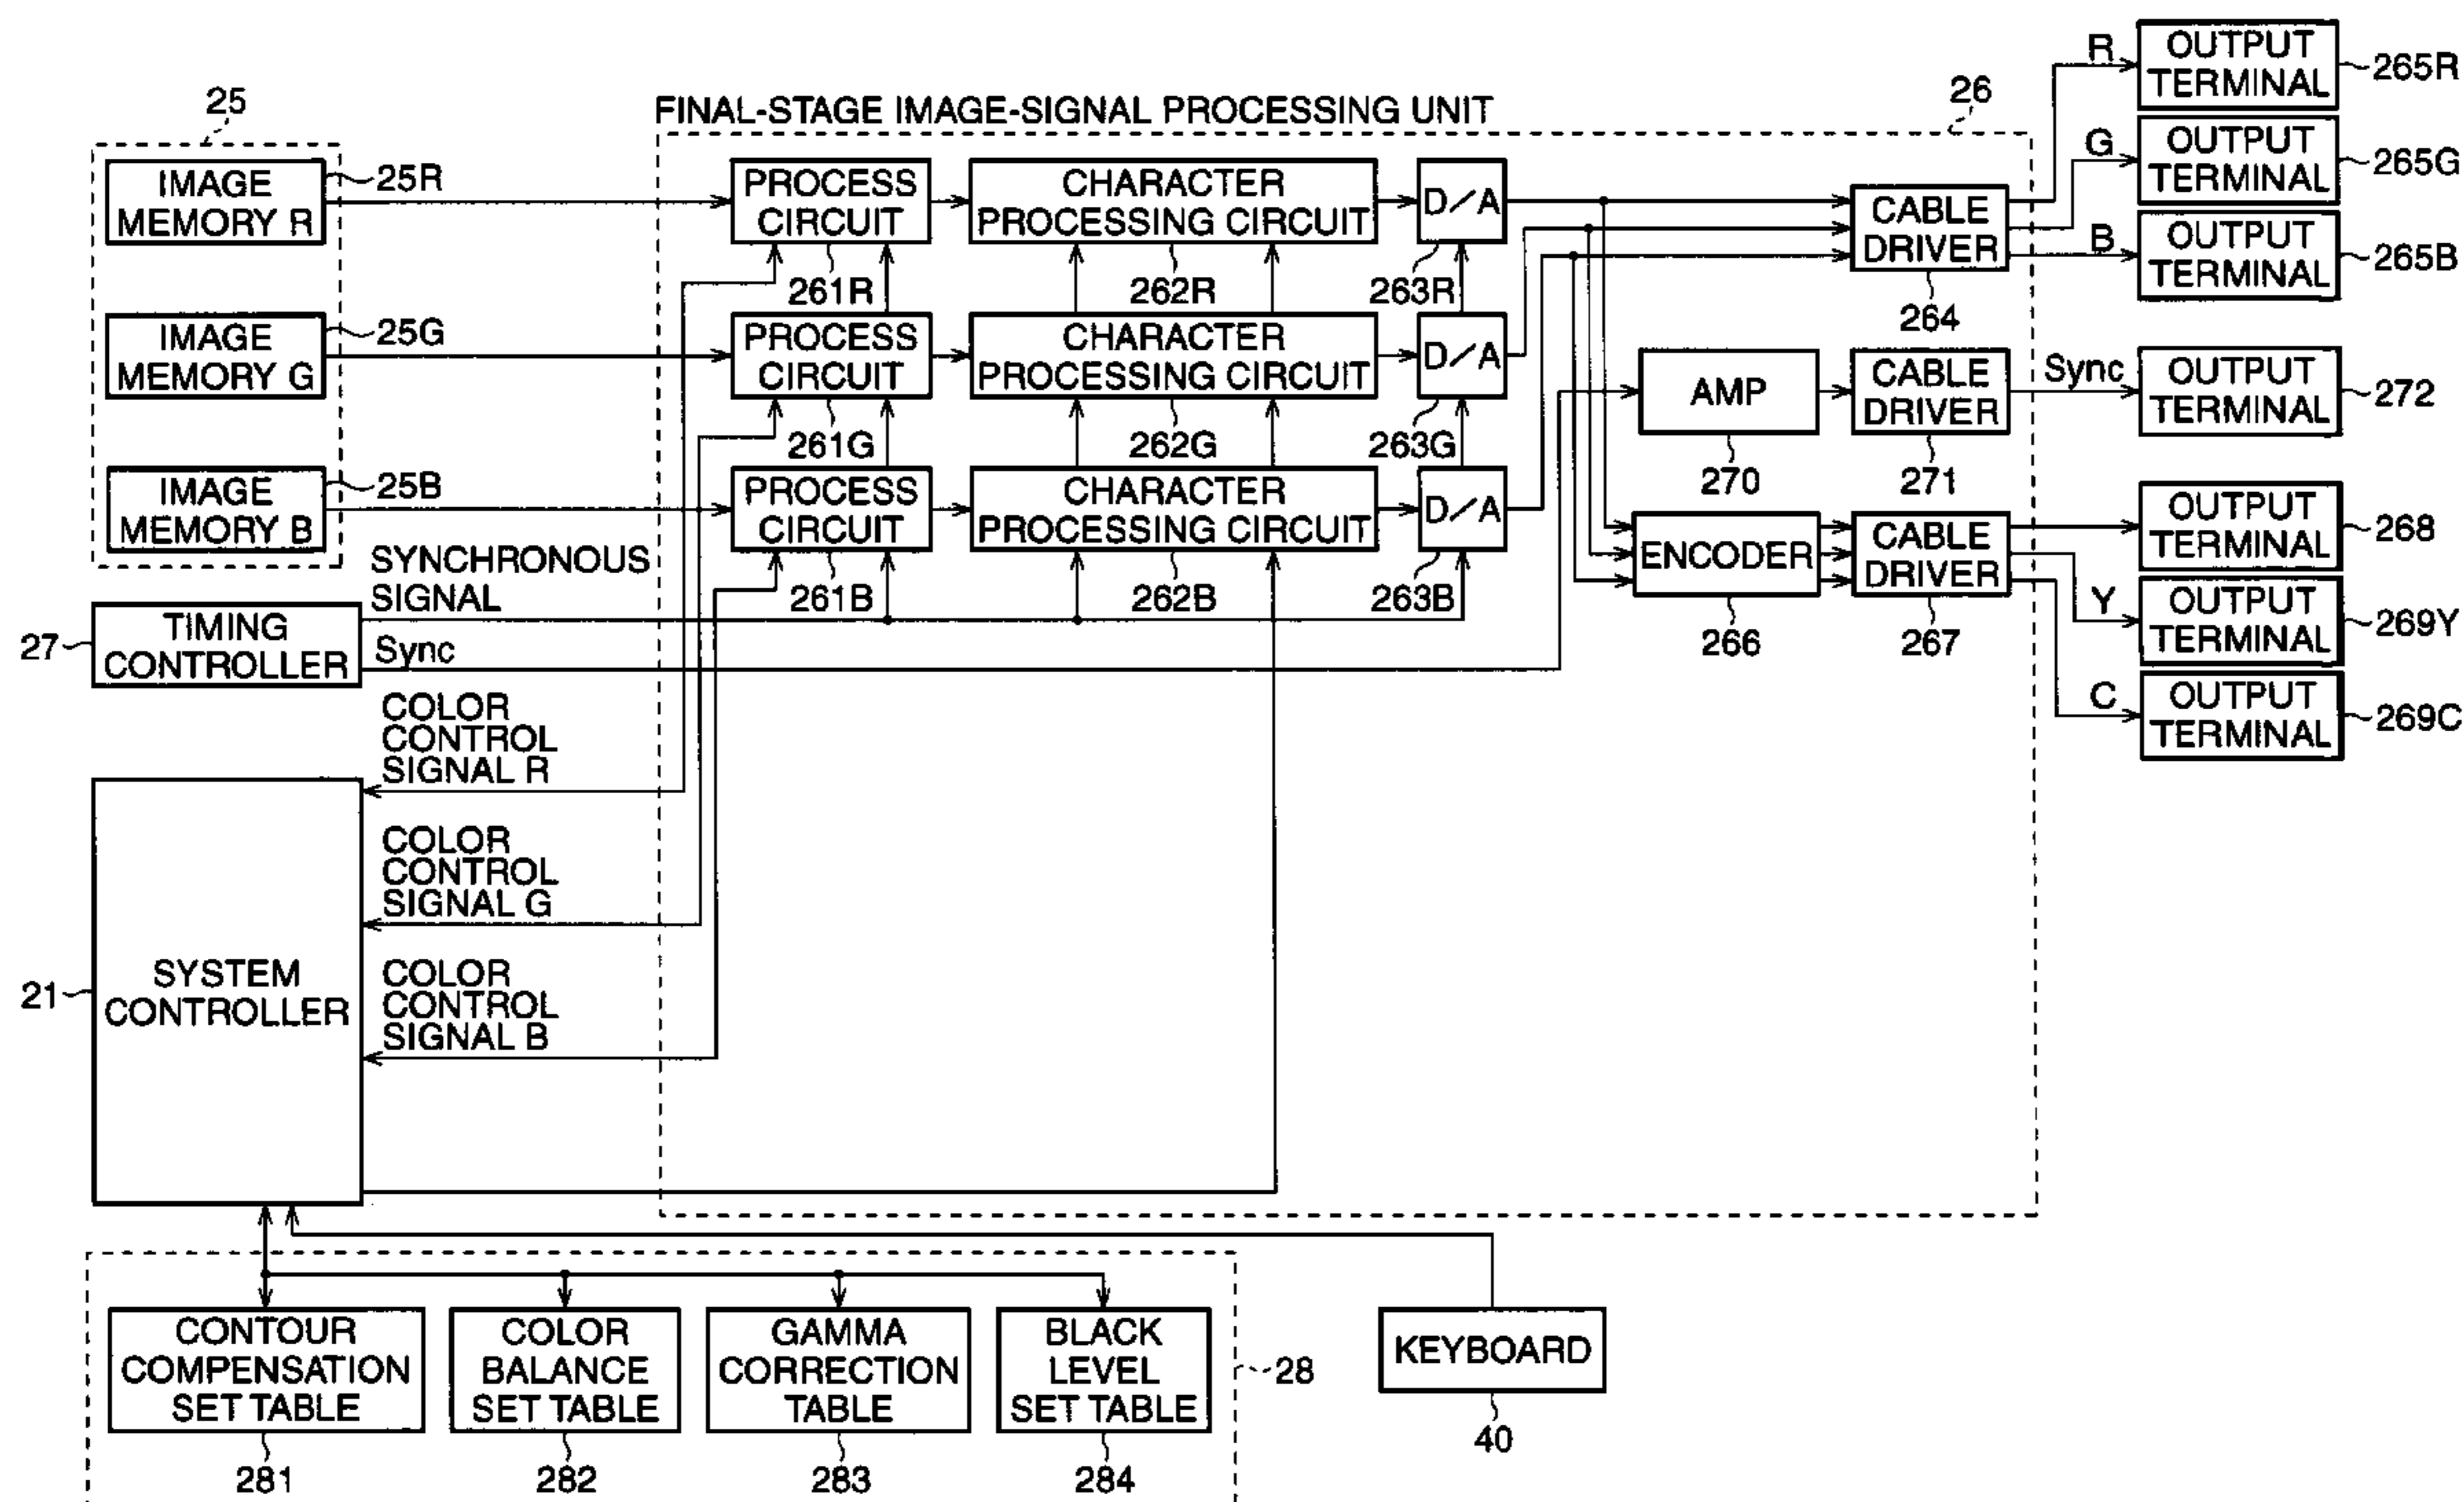 25
FINAL-STAGE IMAGE-SIGNAL PROCESSING UNIT
26
IMAGE
MEMORY R
25R
IMAGE
MEMORY G
25G
IMAGE
MEMORY B
25B
PROCESS
CIRCUIT
261R
CHARACTER
PROCESSING CIRCUIT
262R
D/A
263R
PROCESS
CIRCUIT
261G
CHARACTER
PROCESSING CIRCUIT
262G
D/A
263G
PROCESS
CIRCUIT
261B
CHARACTER
PROCESSING CIRCUIT
262B
D/A
263B
CABLE
DRIVER
264
AMP
270
CABLE
DRIVER
271
ENCODER
266
CABLE
DRIVER
267
R
OUTPUT
TERMINAL
265R
G
OUTPUT
TERMINAL
265G
B
OUTPUT
TERMINAL
265B
Sync
OUTPUT
TERMINAL
272
OUTPUT
TERMINAL
268
Y
OUTPUT
TERMINAL
269Y
C
OUTPUT
TERMINAL
269C
SYNCHRONOUS
SIGNAL
27
TIMING
CONTROLLER
Sync
COLOR
CONTROL
SIGNAL R
COLOR
CONTROL
SIGNAL G
COLOR
CONTROL
SIGNAL B
21
SYSTEM
CONTROLLER
CONTOUR
COMPENSATION
SET TABLE
281
COLOR
BALANCE
SET TABLE
282
GAMMA
CORRECTION
TABLE
283
BLACK
LEVEL
SET TABLE
284
28
KEYBOARD
40